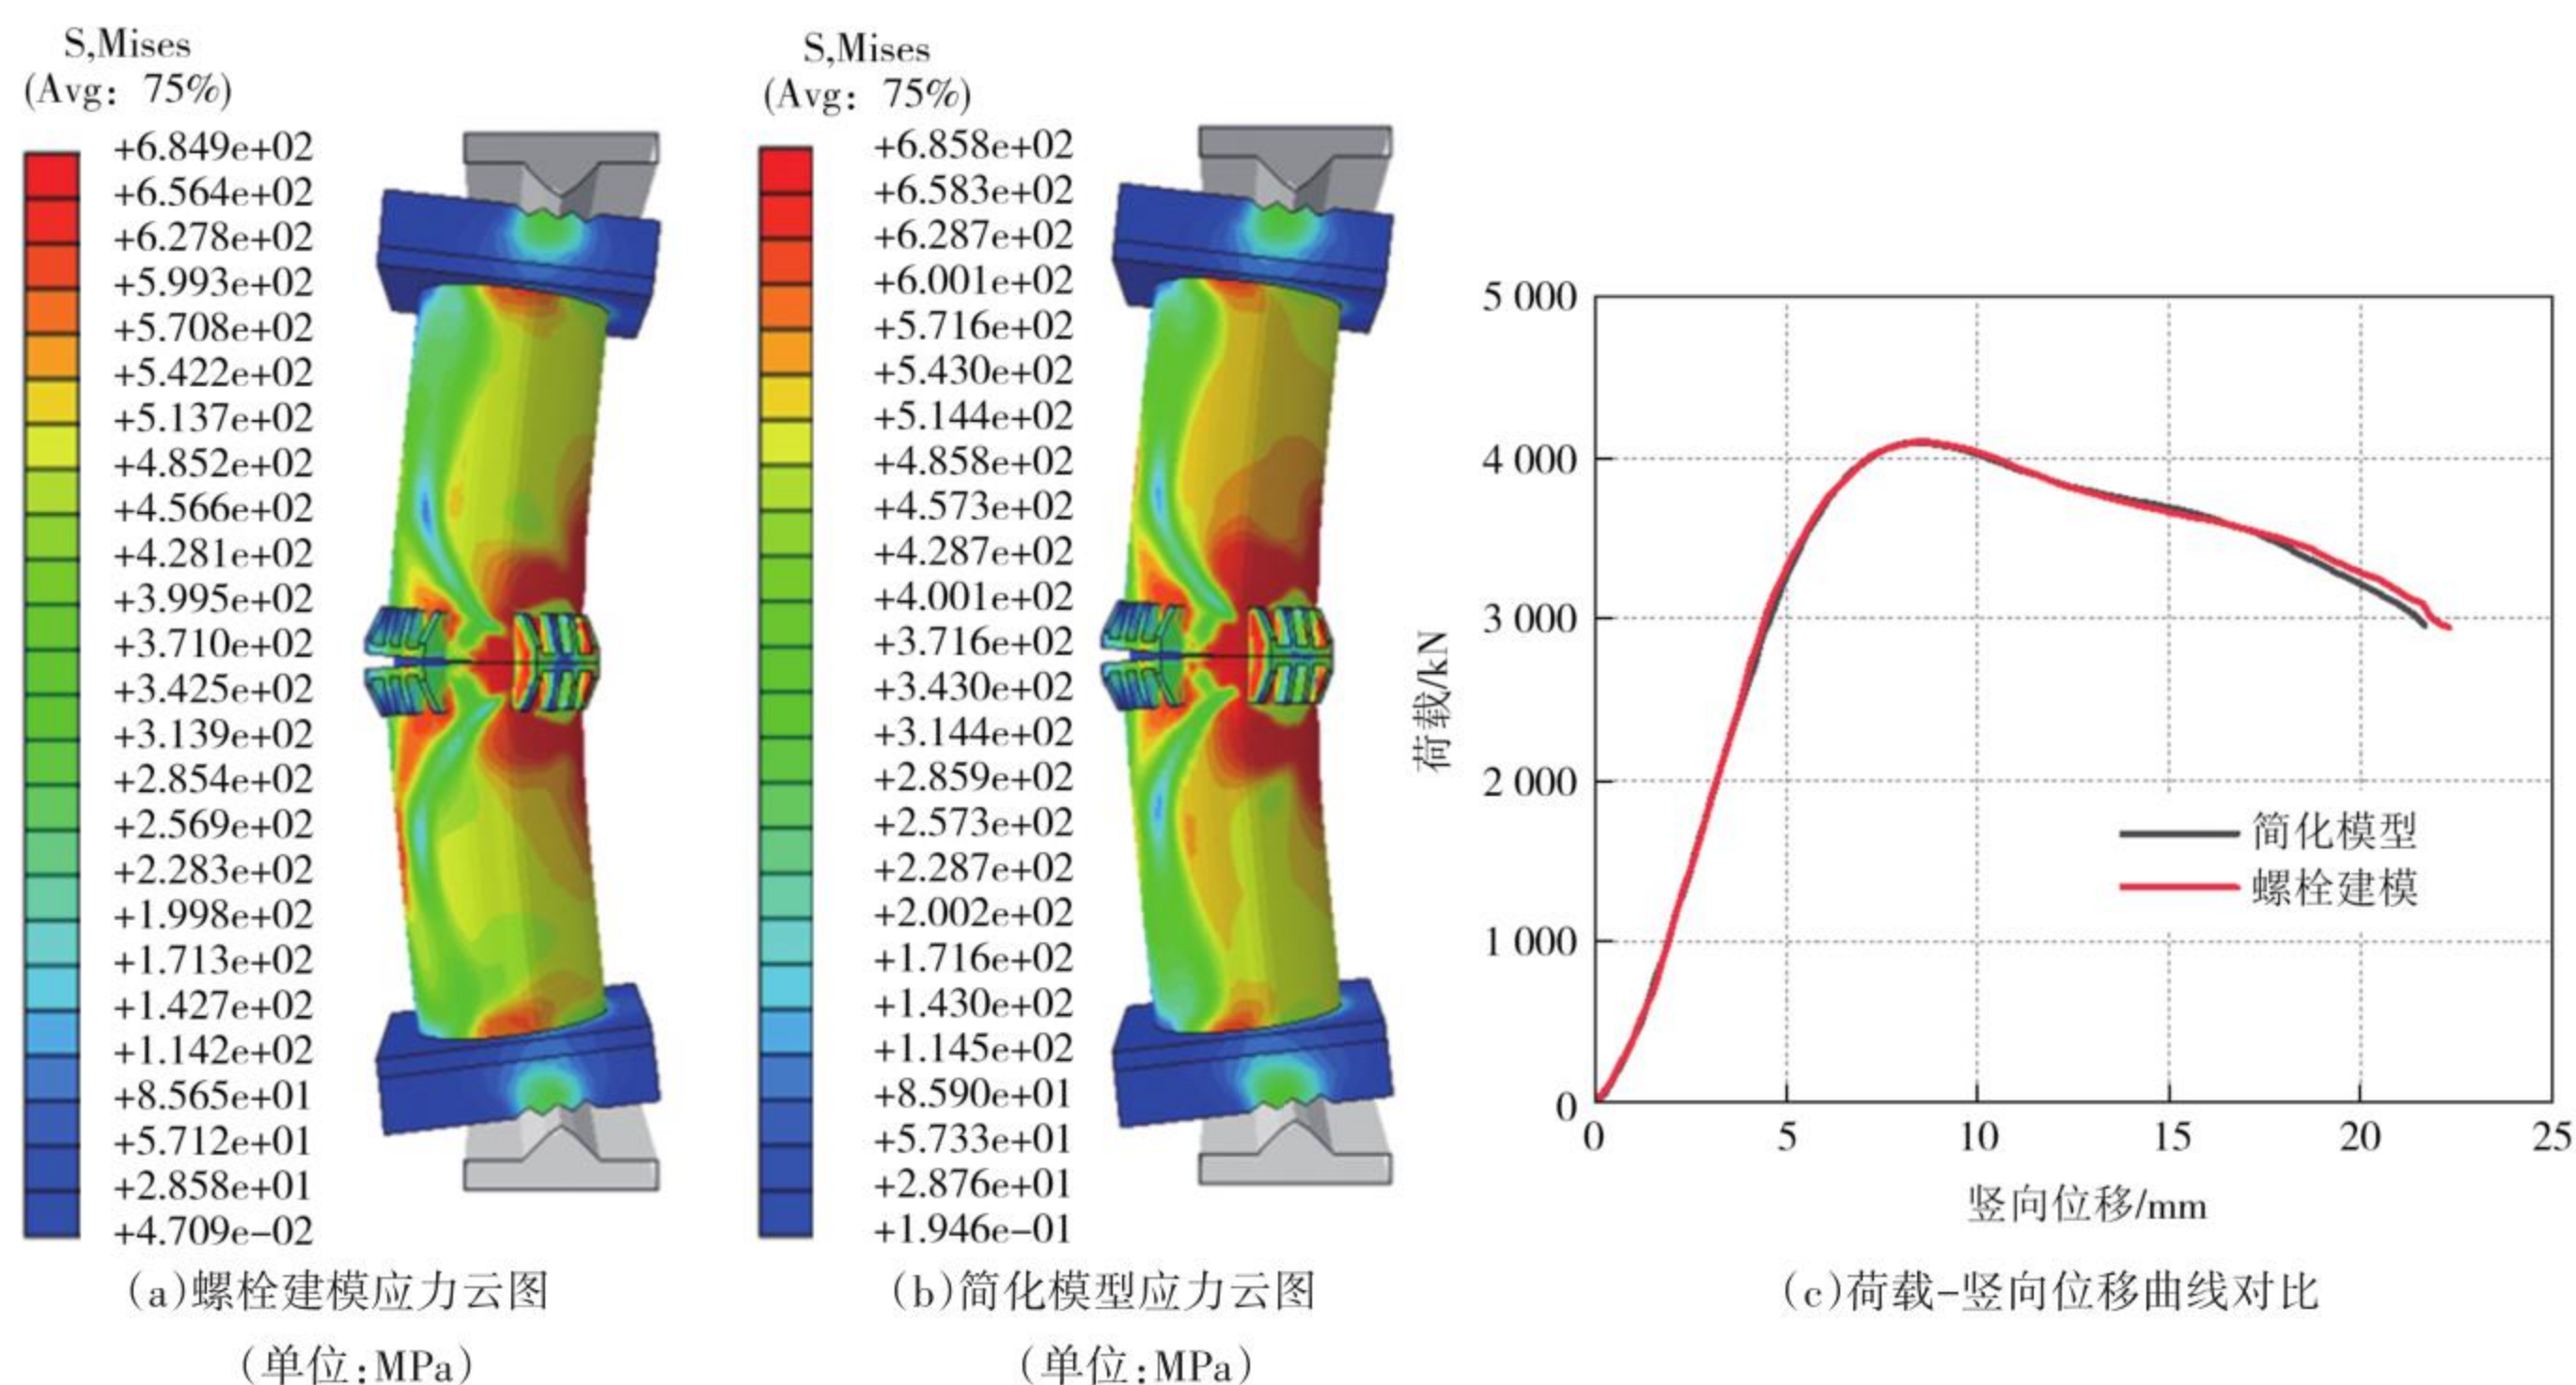 S,Mises
(Avg: 75%)
+6.849e+02
+6.564e+02
+6.278e+02
+5.993e+02
+5.708e+02
+5.422e+02
+5.137e+02
+4.852e+02
+4.566e+02
+4.281e+02
+3.995e+02
+3.710e+02
+3.425e+02
+3.139e+02
+2.854e+02
+2.569e+02
+2.283e+02
+1.998e+02
+1.713e+02
+1.427e+02
+1.142e+02
+8.565e+01
+5.712e+01
+2.858e+01
+4.709e−02
(a)螺栓建模应力云图
(单位:MPa)
S,Mises
(Avg: 75%)
+6.858e+02
+6.583e+02
+6.287e+02
+6.001e+02
+5.716e+02
+5.430e+02
+5.144e+02
+4.858e+02
+4.573e+02
+4.287e+02
+4.001e+02
+3.716e+02
+3.430e+02
+3.144e+02
+2.859e+02
+2.573e+02
+2.287e+02
+2.002e+02
+1.716e+02
+1.430e+02
+1.145e+02
+8.590e+01
+5.733e+01
+2.876e+01
+1.946e−01
(b)简化模型应力云图
(单位:MPa)
5 000
4 000
3 000
2 000
1 000
0
荷载/kN
简化模型
螺栓建模
0 5 10 15 20 25
竖向位移/mm
(c)荷载−竖向位移曲线对比